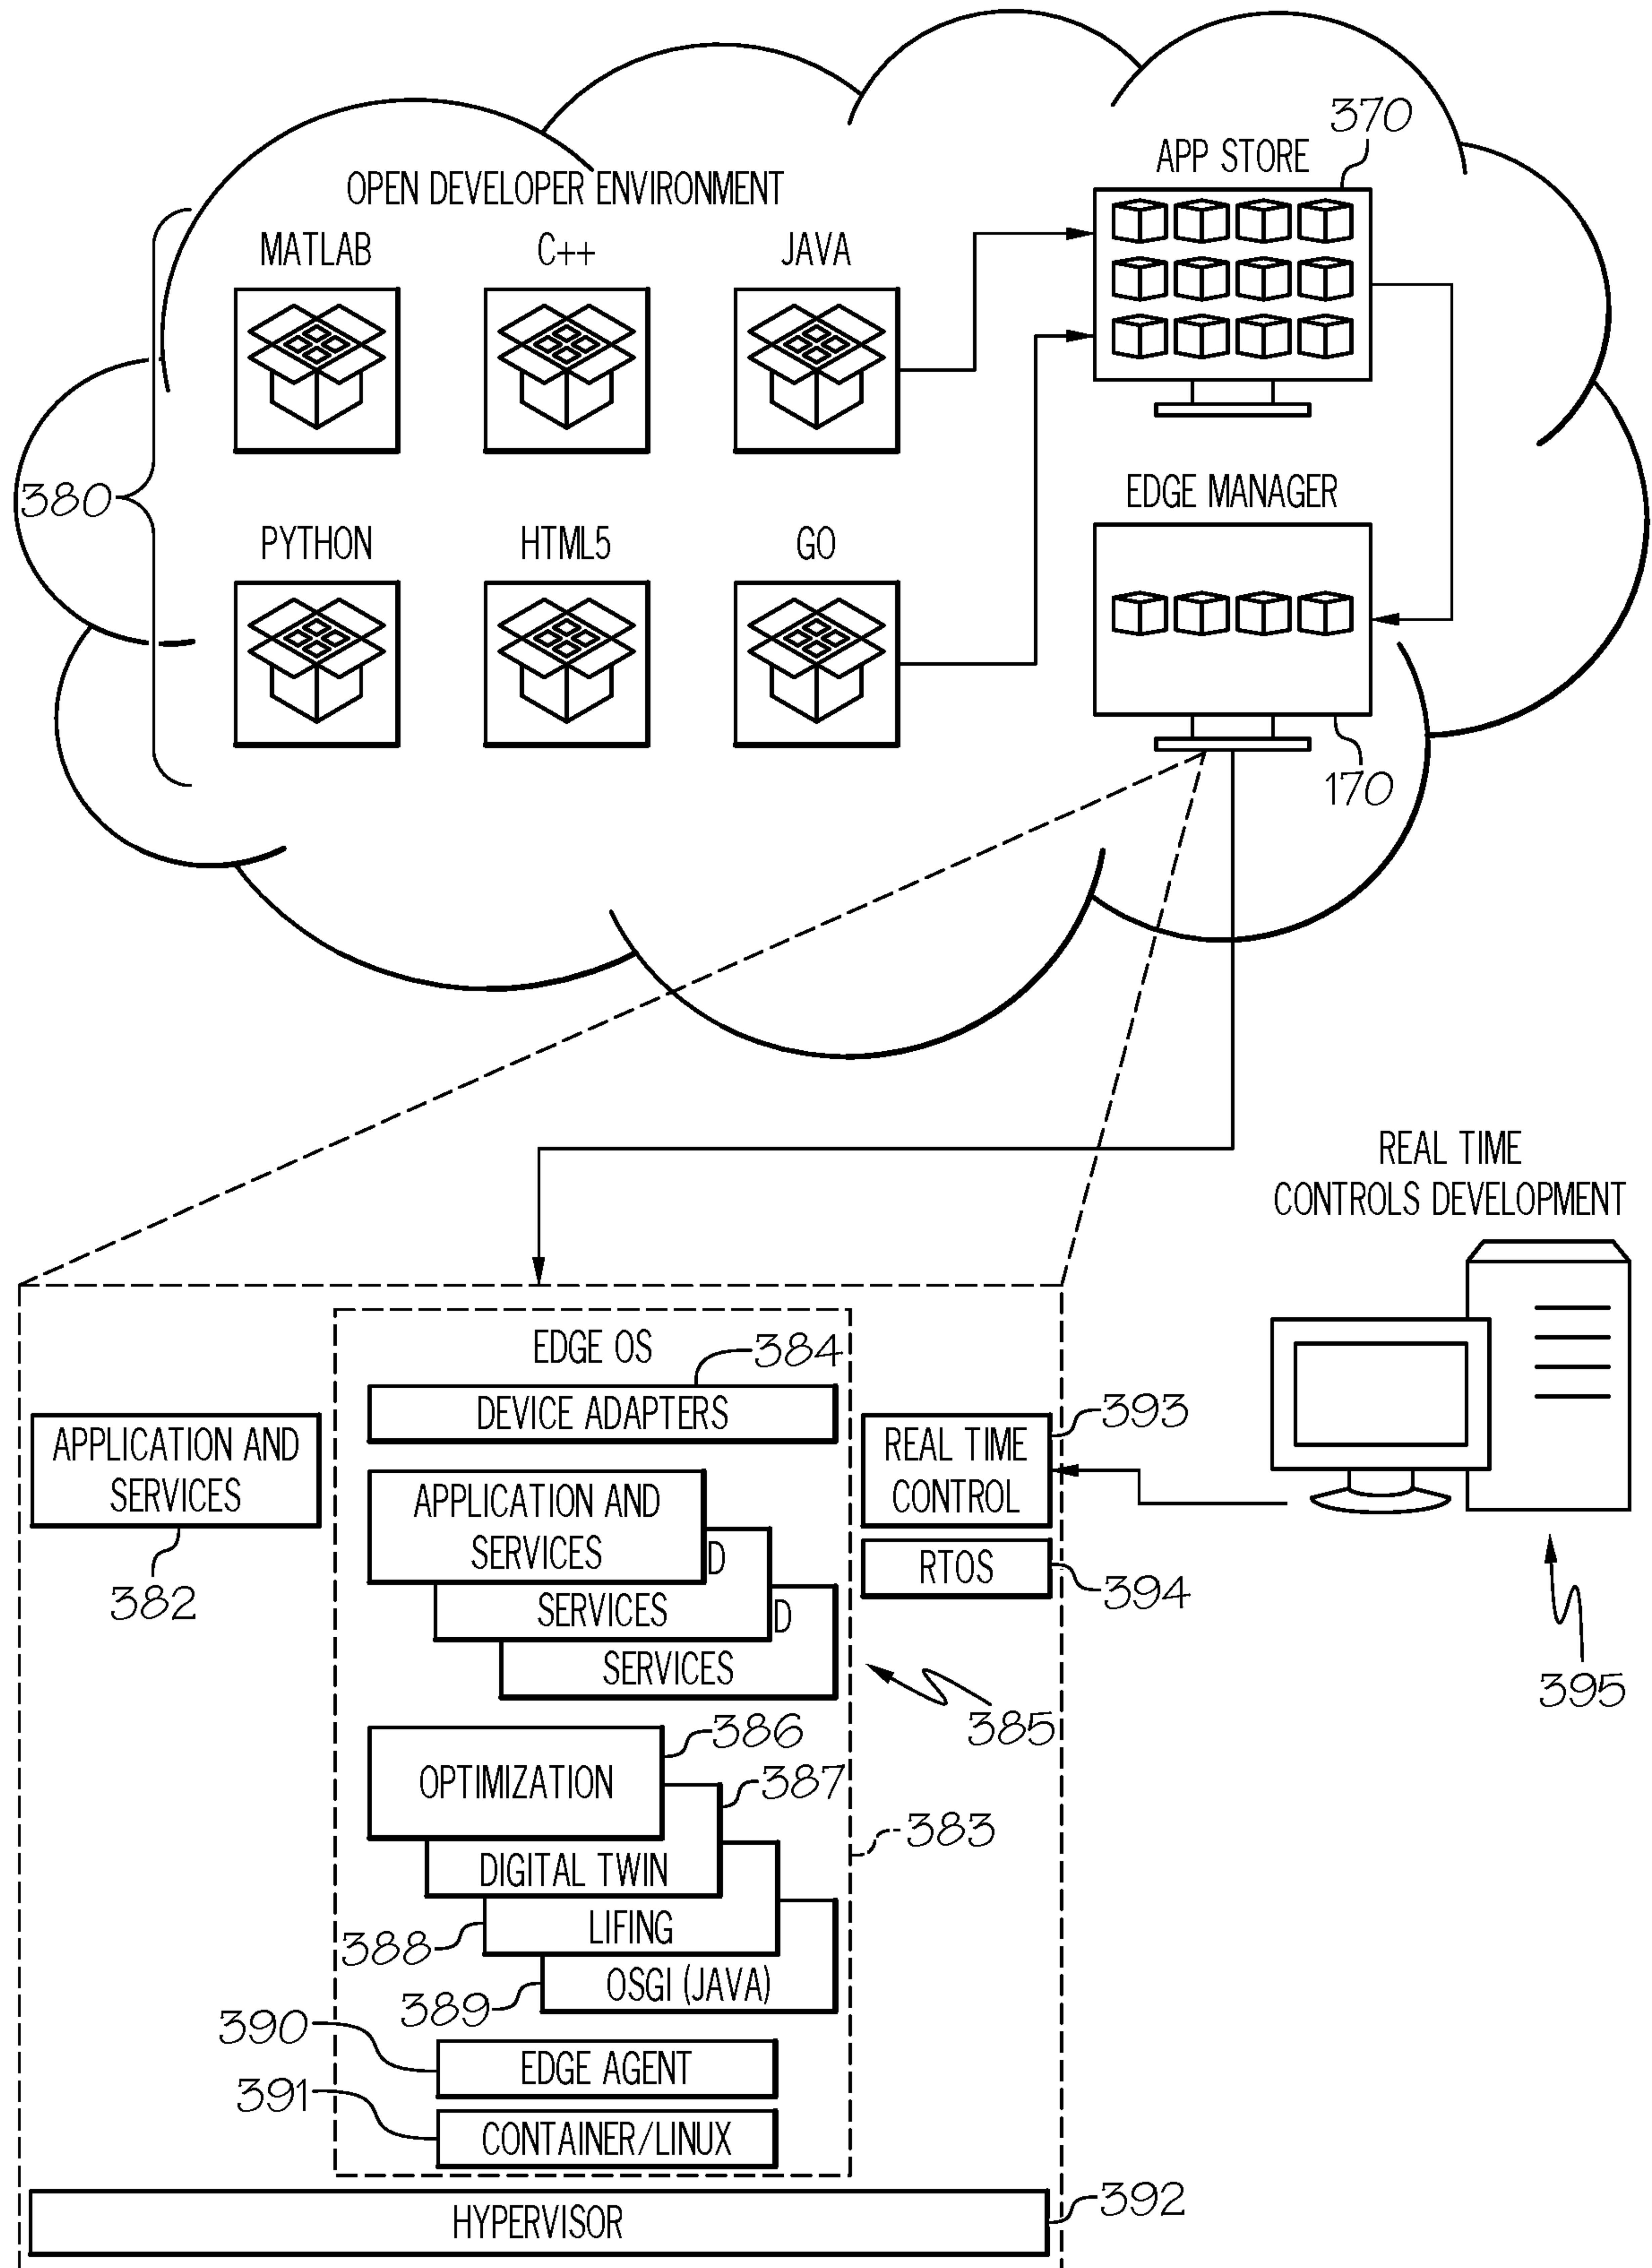 370
APP STORE
OPEN DEVELOPER ENVIRONMENT
MATLAB
C++
JAVA
380
EDGE MANAGER
PYTHON
HTML5
GO
170
REAL TIME
CONTROLS DEVELOPMENT
EDGE OS
384
DEVICE ADAPTERS
393
APPLICATION AND
SERVICES
382
APPLICATION AND
SERVICES
D
SERVICES
D
SERVICES
385
REAL TIME
CONTROL
RTOS
394
395
386
OPTIMIZATION
387
383
DIGITAL TWIN
LIFING
388
OSGI (JAVA)
389
390
EDGE AGENT
391
CONTAINER/LINUX
392
HYPERVISOR